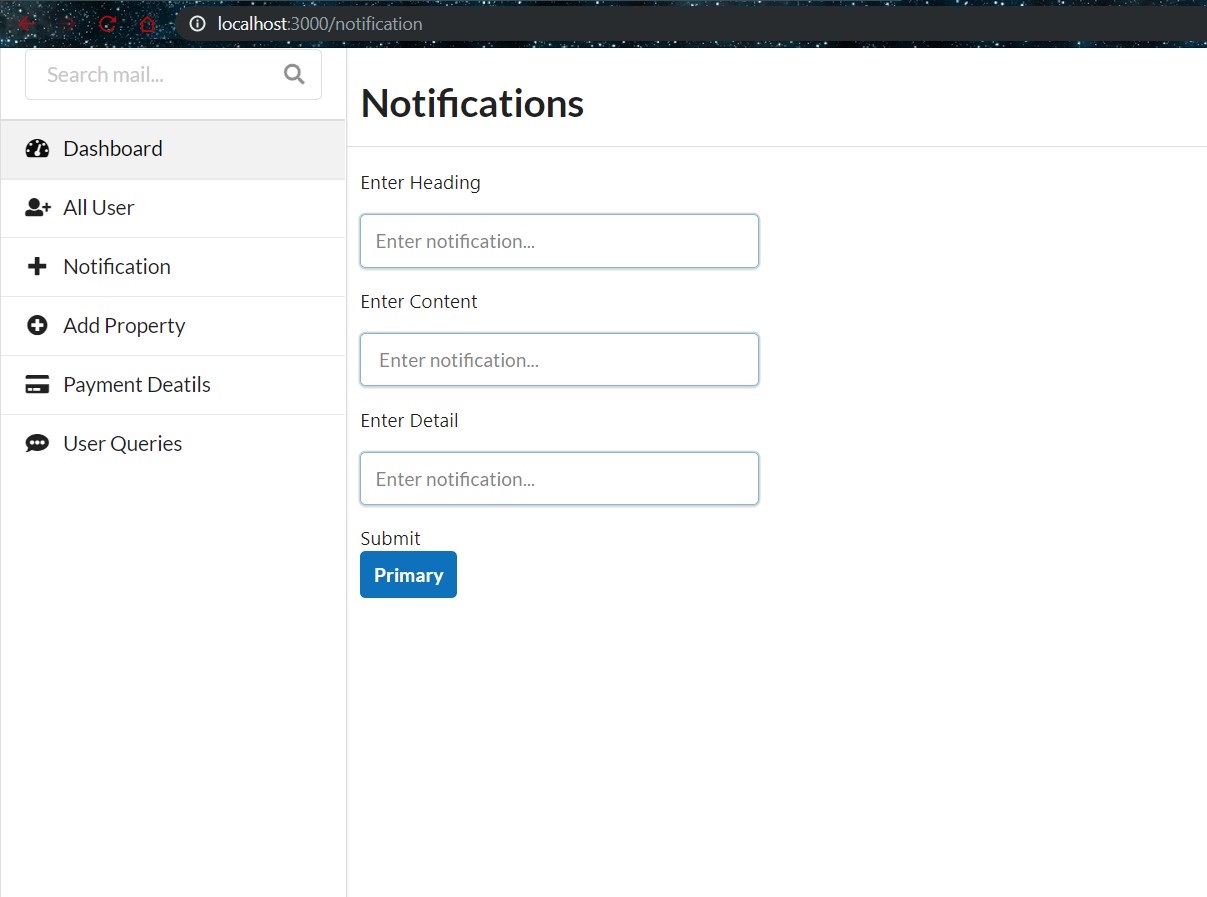 localhost:3000/notification
Search mail...
Dashboard
All User
Notification
Add Property
Payment Deatils
User Queries
Notifications
Enter Heading
Enter notification...
Enter Content
Enter notification...
Enter Detail
Enter notification...
Submit
Primary